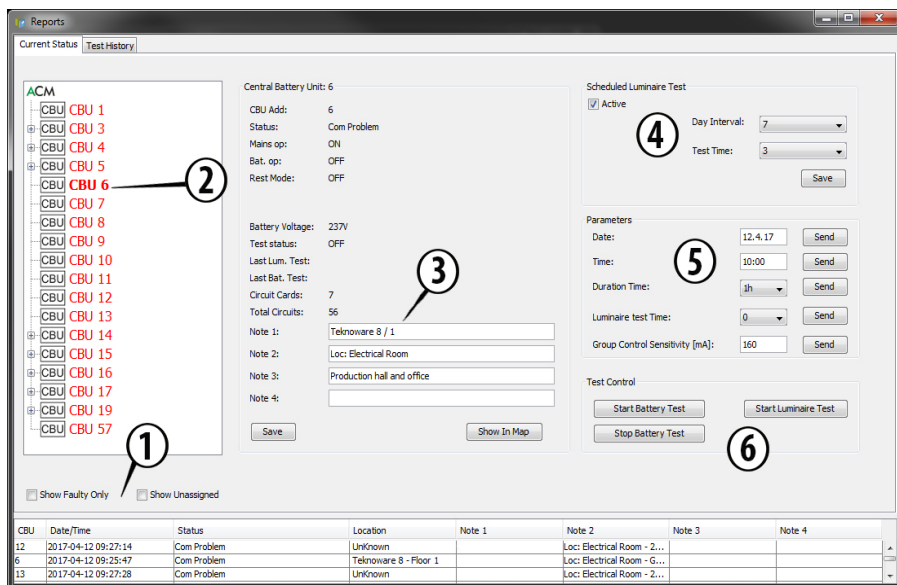 Reports
Current Status Test History
ACM
CBU CBU 1
CBU CBU 3
CBU CBU 4
CBU CBU 5
CBU CBU 6
CBU CBU 7
CBU CBU 8
CBU CBU 9
CBU CBU 10
CBU CBU 11
CBU CBU 12
CBU CBU 13
CBU CBU 14
CBU CBU 15
CBU CBU 16
CBU CBU 17
CBU CBU 19
CBU CBU 57
2
1
Show Faulty Only Show Unassigned
Central Battery Unit: 6
CBU Add: 6
Status: Com Problem
Mains op: ON
Bat. op: OFF
Rest Mode: OFF
Battery Voltage: 237V
Test status: OFF
Last Lum. Test:
Last Bat. Test:
Circuit Cards: 7
Total Circuits: 56
3
Note 1: Teknoware 8 / 1
Note 2: Loc: Electrical Room
Note 3: Production hall and office
Note 4:
Save Show In Map
Scheduled Luminaire Test
Active
4
Day Interval: 7
Test Time: 3
Save
Parameters
Date: 12.4.17 Send
Time: 10:00 Send
5
Duration Time: 1h Send
Luminaire test Time: 0 Send
Group Control Sensitivity [mA]: 160 Send
Test Control
Start Battery Test Start Luminaire Test
Stop Battery Test
6
CBU Date/Time Status Location Note 1 Note 2 Note 3 Note 4
12 2017-04-12 09:27:14 Com Problem UnKnown Loc: Electrical Room - 2...
6 2017-04-12 09:25:47 Com Problem Teknoware 8 - Floor 1 Loc: Electrical Room - G...
13 2017-04-12 09:27:28 Com Problem UnKnown Loc: Electrical Room - 2...